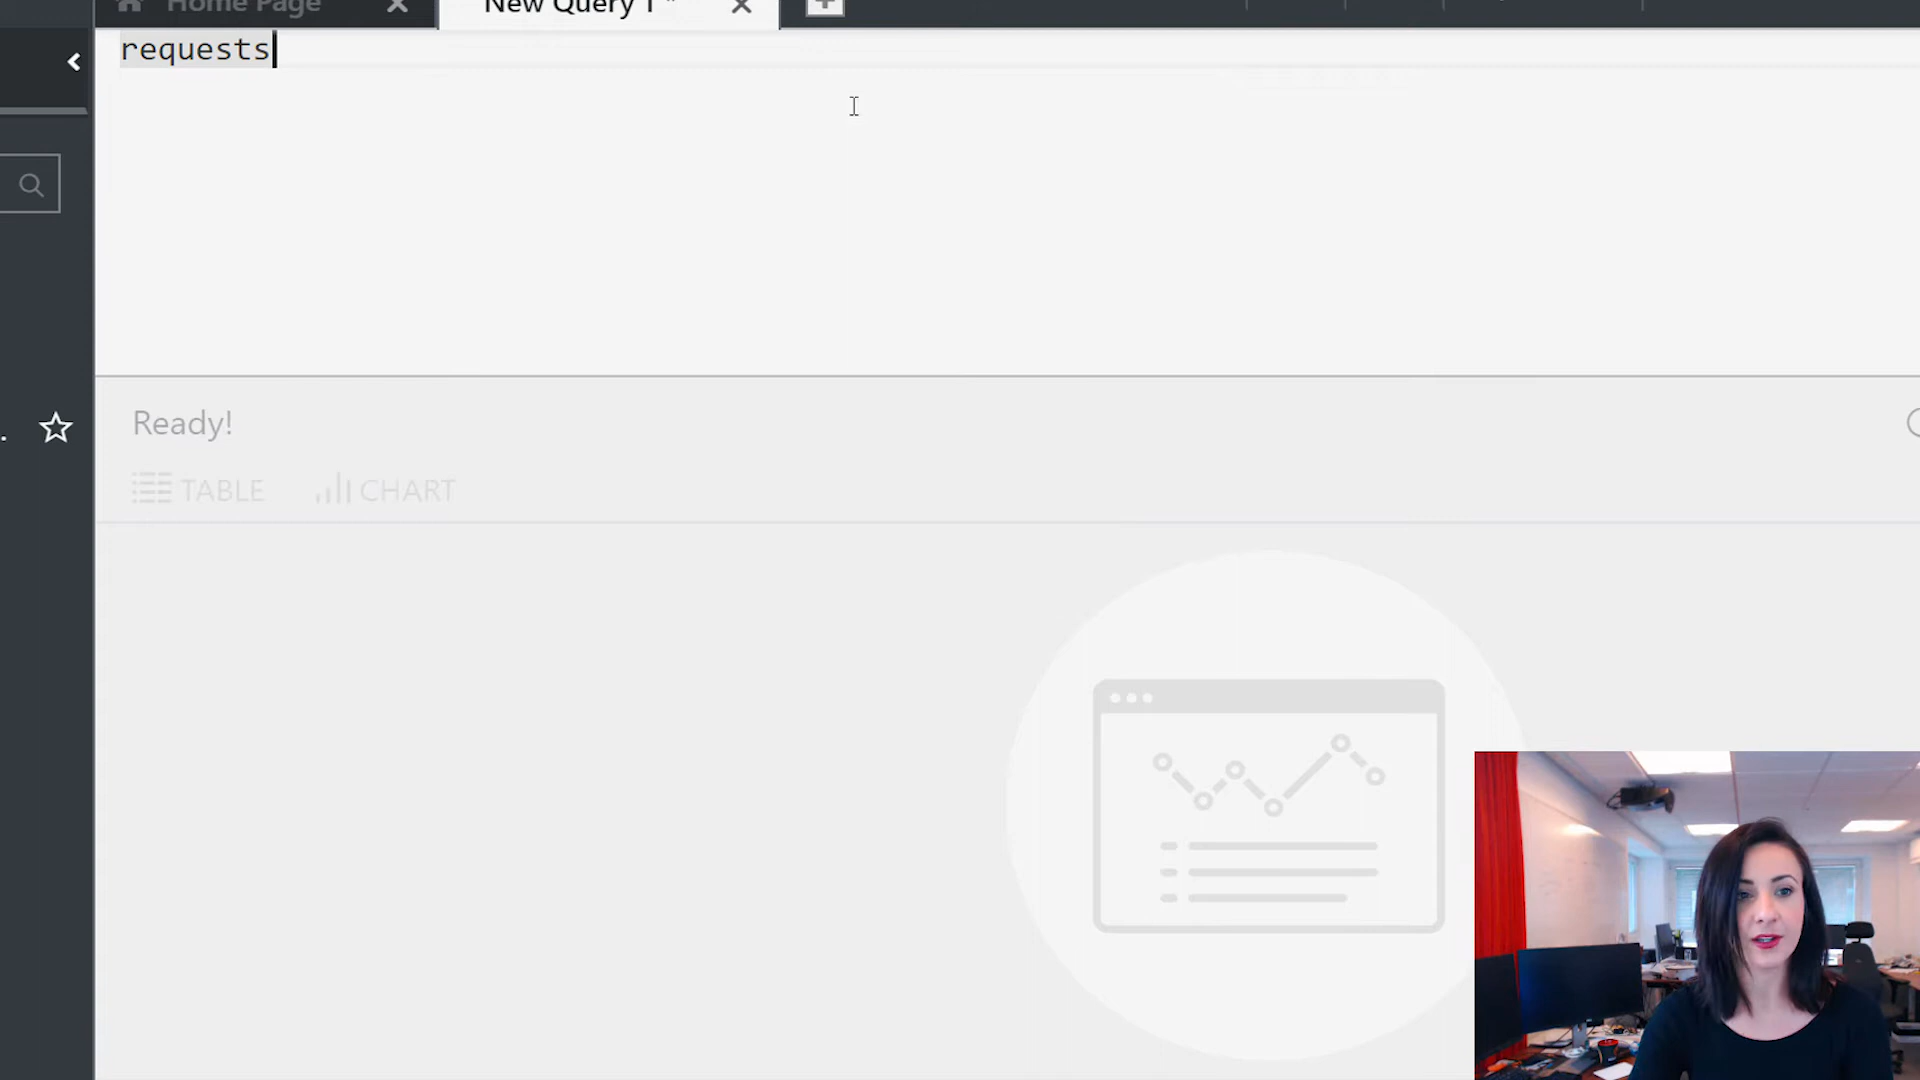 Home Page
New Query 1 *
requests
Ready!
TABLE
CHART